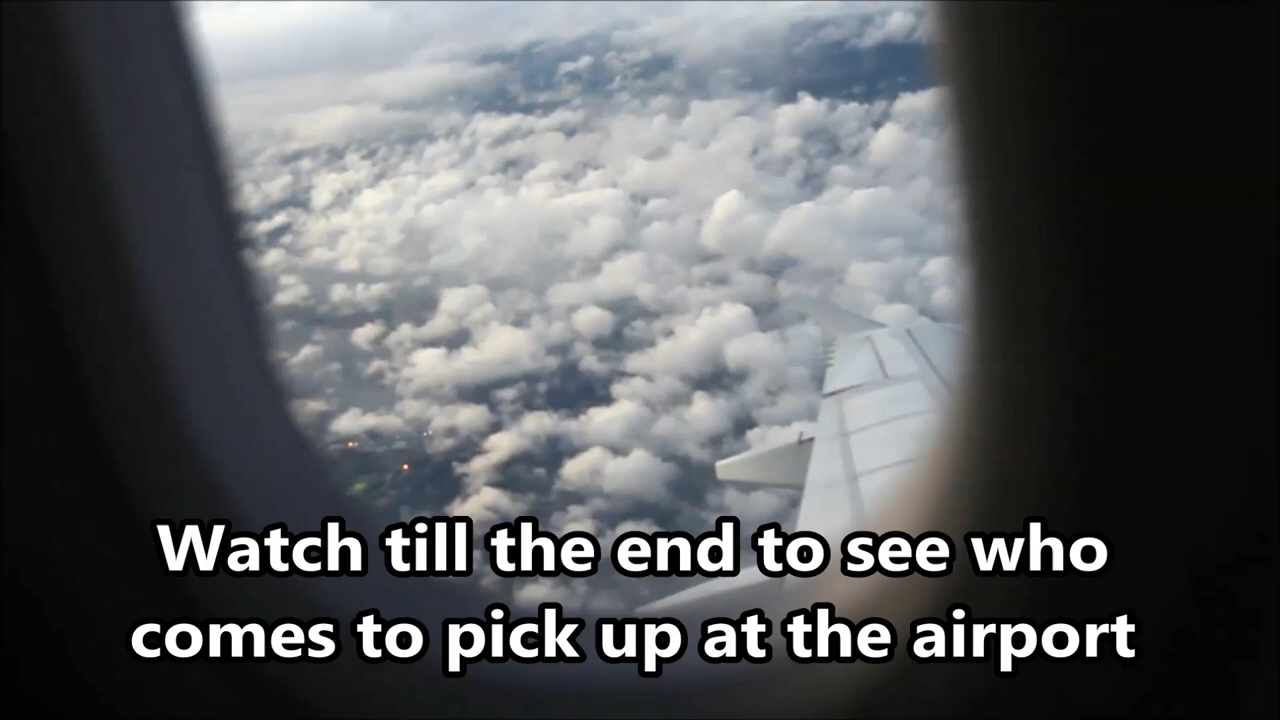 Watch till the end to see who
comes to pick up at the airport